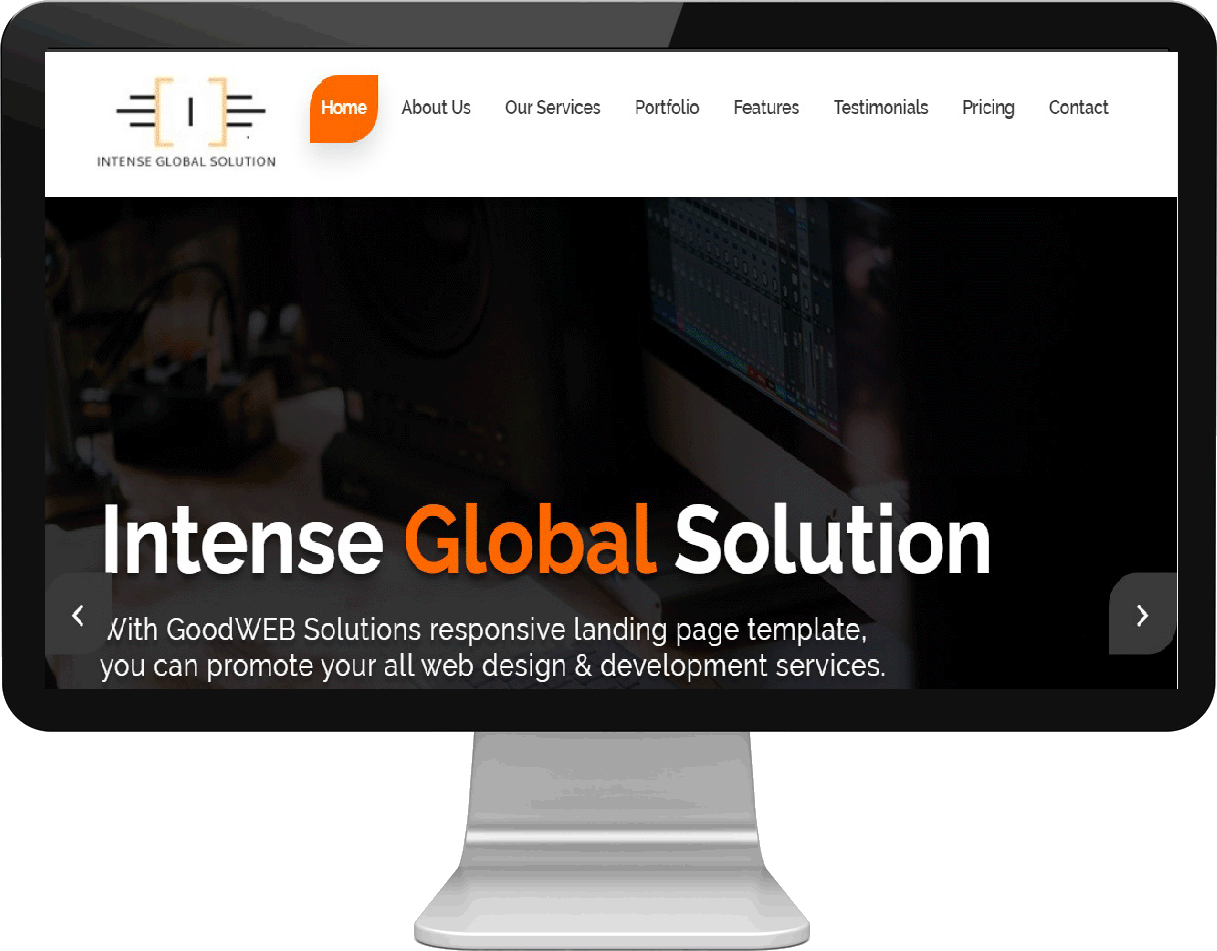 I
INTENSE GLOBAL SOLUTION
Home About Us Our Services Portfolio Features Testimonials Pricing Contact
Intense Global Solution
With GoodWEB Solutions responsive landing page template,
you can promote your all web design & development services.